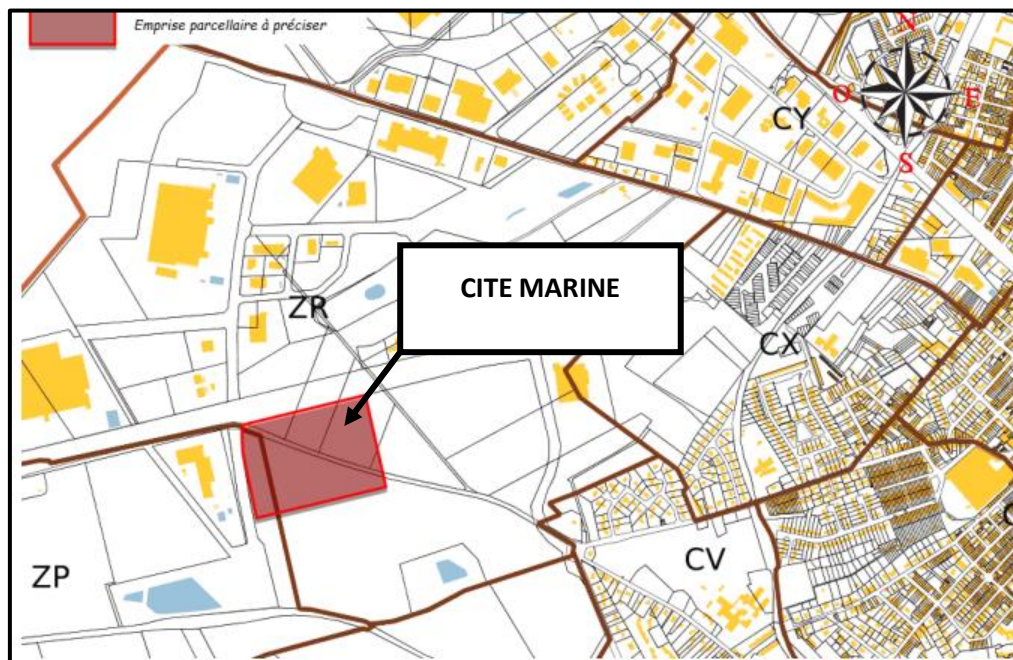 Emprise parcellaire à préciser
N
O
E
S
CY
CITE MARINE
ZR
CX
ZP
CV